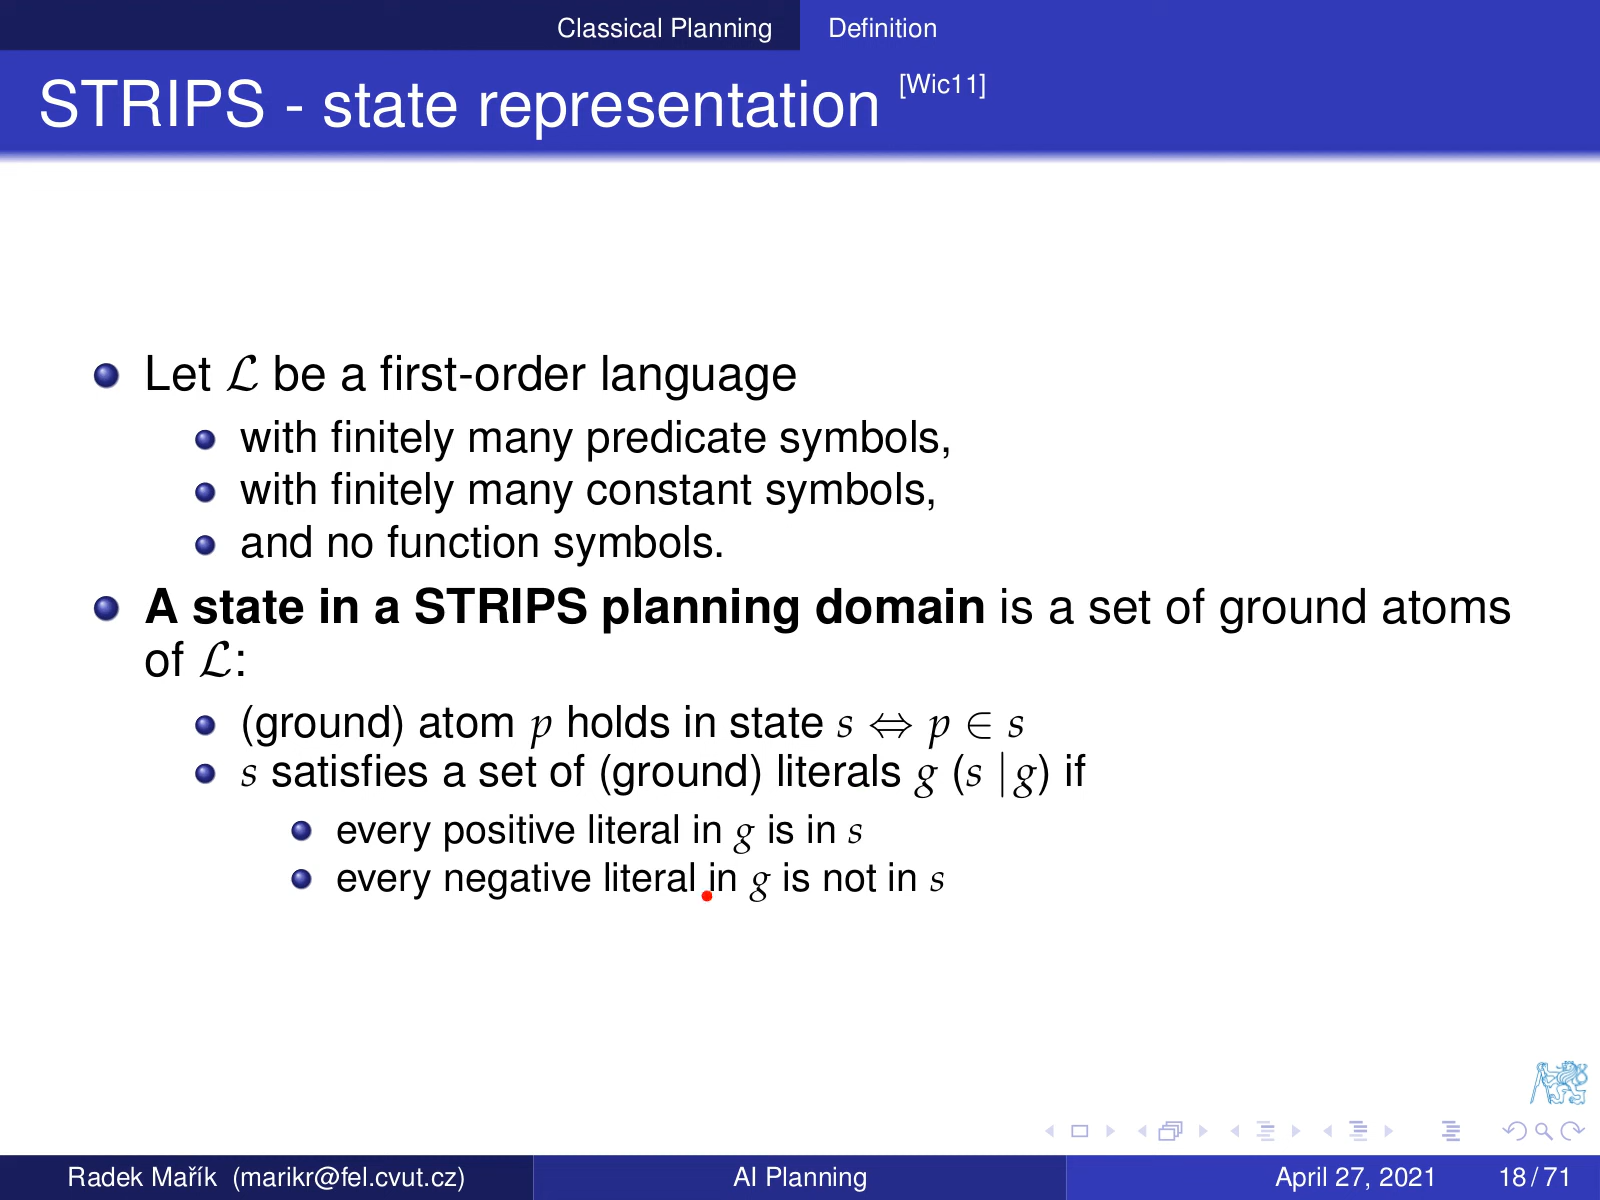 Classical Planning Definition
STRIPS - state representation [Wic11]
Let ℒ be a first-order language
with finitely many predicate symbols,
with finitely many constant symbols,
and no function symbols.
A state in a STRIPS planning domain is a set of ground atoms
of ℒ:
(ground) atom p holds in state s ⇔ p ∈ s
s satisfies a set of (ground) literals g (s |g) if
every positive literal in g is in s
every negative literal in g is not in s
Radek Mařík (marikr@fel.cvut.cz) AI Planning April 27, 2021 18 / 71